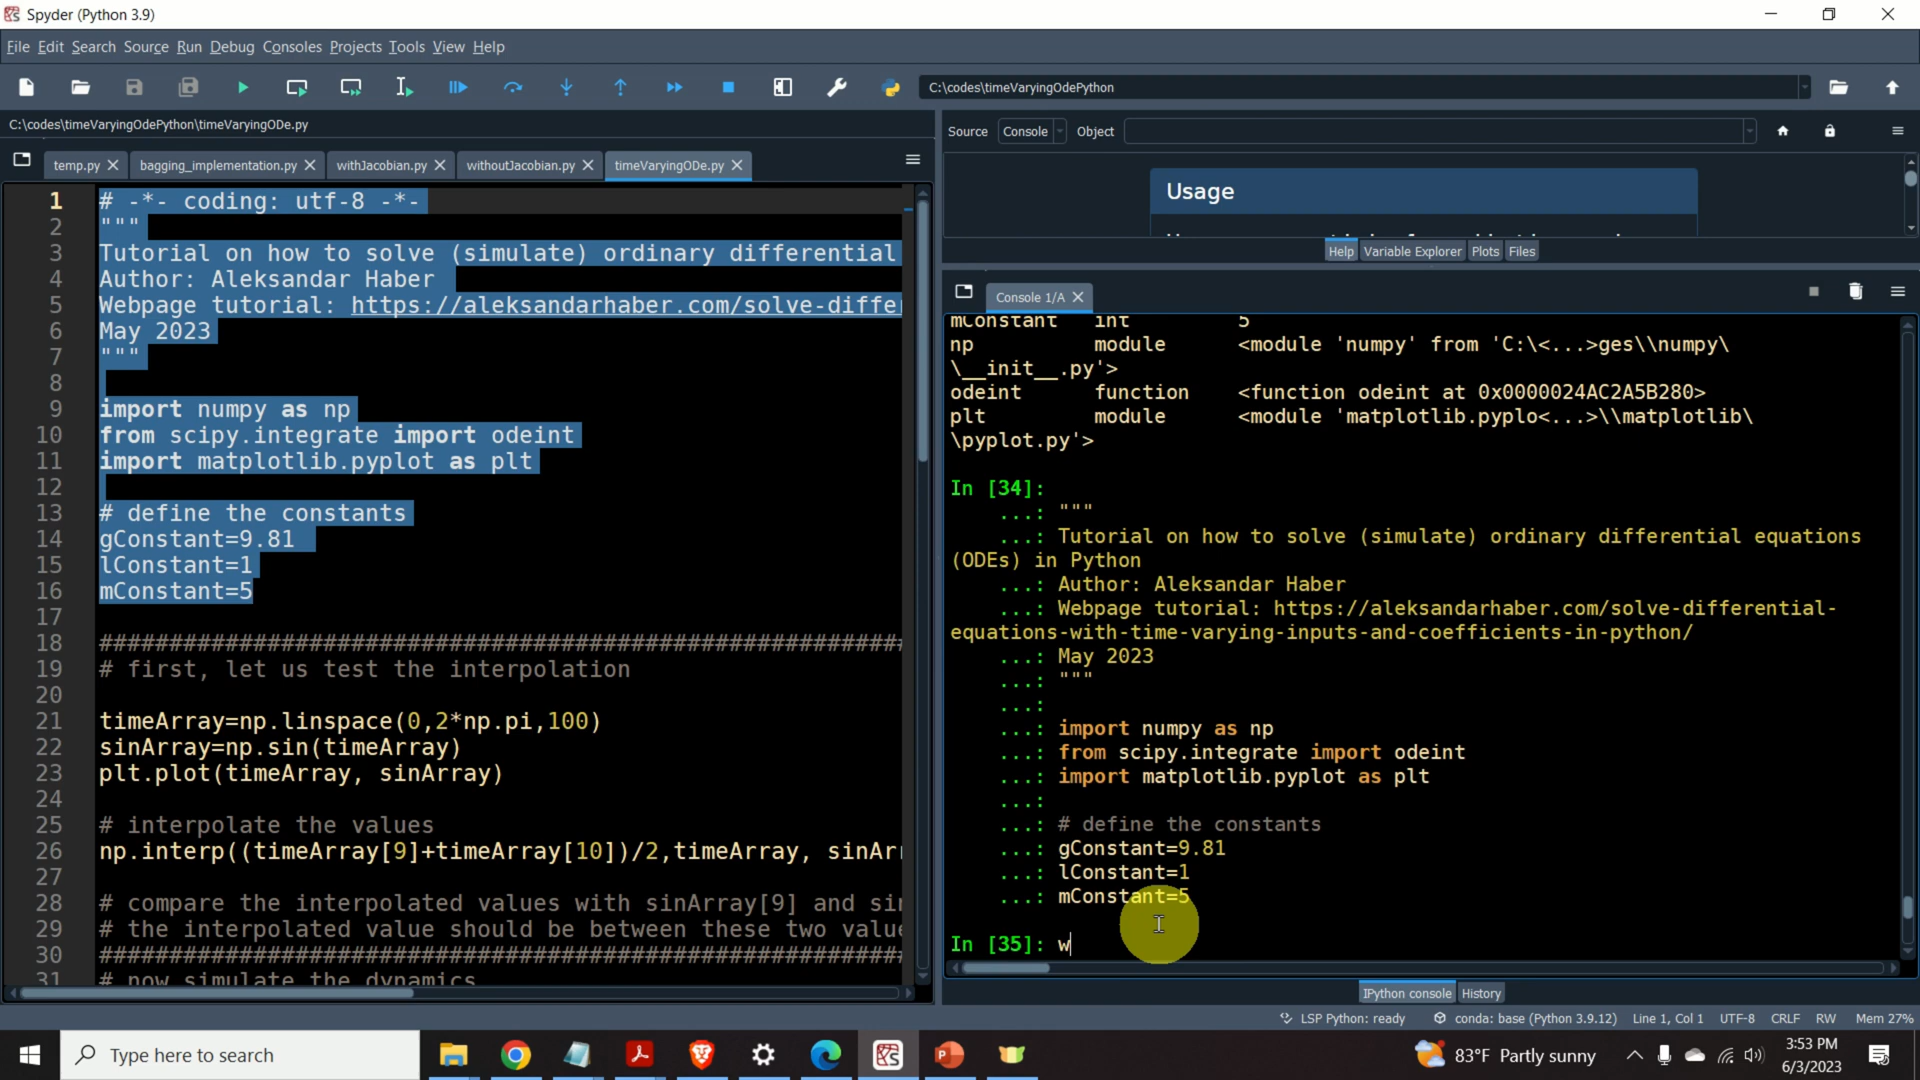 Spyder (Python 3.9)
File Edit Search Source Run Debug Consoles Projects Tools View Help
C:\codes\timeVaryingOdePython
C:\codes\timeVaryingOdePython\timeVaryingODe.py
temp.py bagging_implementation.py withJacobian.py withoutJacobian.py timeVaryingODe.py
1 # -*- coding: utf-8 -*-
2 """
3 Tutorial on how to solve (simulate) ordinary differential
4 Author: Aleksandar Haber
5 Webpage tutorial: https://aleksandarhaber.com/solve-differe
6 May 2023
7 """
8
9 import numpy as np
10 from scipy.integrate import odeint
11 import matplotlib.pyplot as plt
12
13 # define the constants
14 gConstant=9.81
15 lConstant=1
16 mConstant=5
17
18 ##########################################################
19 # first, let us test the interpolation
20
21 timeArray=np.linspace(0,2*np.pi,100)
22 sinArray=np.sin(timeArray)
23 plt.plot(timeArray, sinArray)
24
25 # interpolate the values
26 np.interp((timeArray[9]+timeArray[10])/2,timeArray, sinArr
27
28 # compare the interpolated values with sinArray[9] and sin
29 # the interpolated value should be between these two value
30 ##########################################################
31 # now simulate the dynamics
Source Console Object
Usage
Help Variable Explorer Plots Files
Console 1/A
mConstant int 5
np module <module 'numpy' from 'C:\<...>ges\\numpy\
\__init__.py'>
odeint function <function odeint at 0x0000024AC2A5B280>
plt module <module 'matplotlib.pyplo<...>\\matplotlib\
\pyplot.py'>
In [34]:
...: """
...: Tutorial on how to solve (simulate) ordinary differential equations
(ODEs) in Python
...: Author: Aleksandar Haber
...: Webpage tutorial: https://aleksandarhaber.com/solve-differential-
equations-with-time-varying-inputs-and-coefficients-in-python/
...: May 2023
...: """
...:
...: import numpy as np
...: from scipy.integrate import odeint
...: import matplotlib.pyplot as plt
...:
...: # define the constants
...: gConstant=9.81
...: lConstant=1
...: mConstant=5
In [35]: w
IPython console History
LSP Python: ready conda: base (Python 3.9.12) Line 1, Col 1 UTF-8 CRLF RW Mem 27%
Type here to search
83°F Partly sunny
3:53 PM
6/3/2023